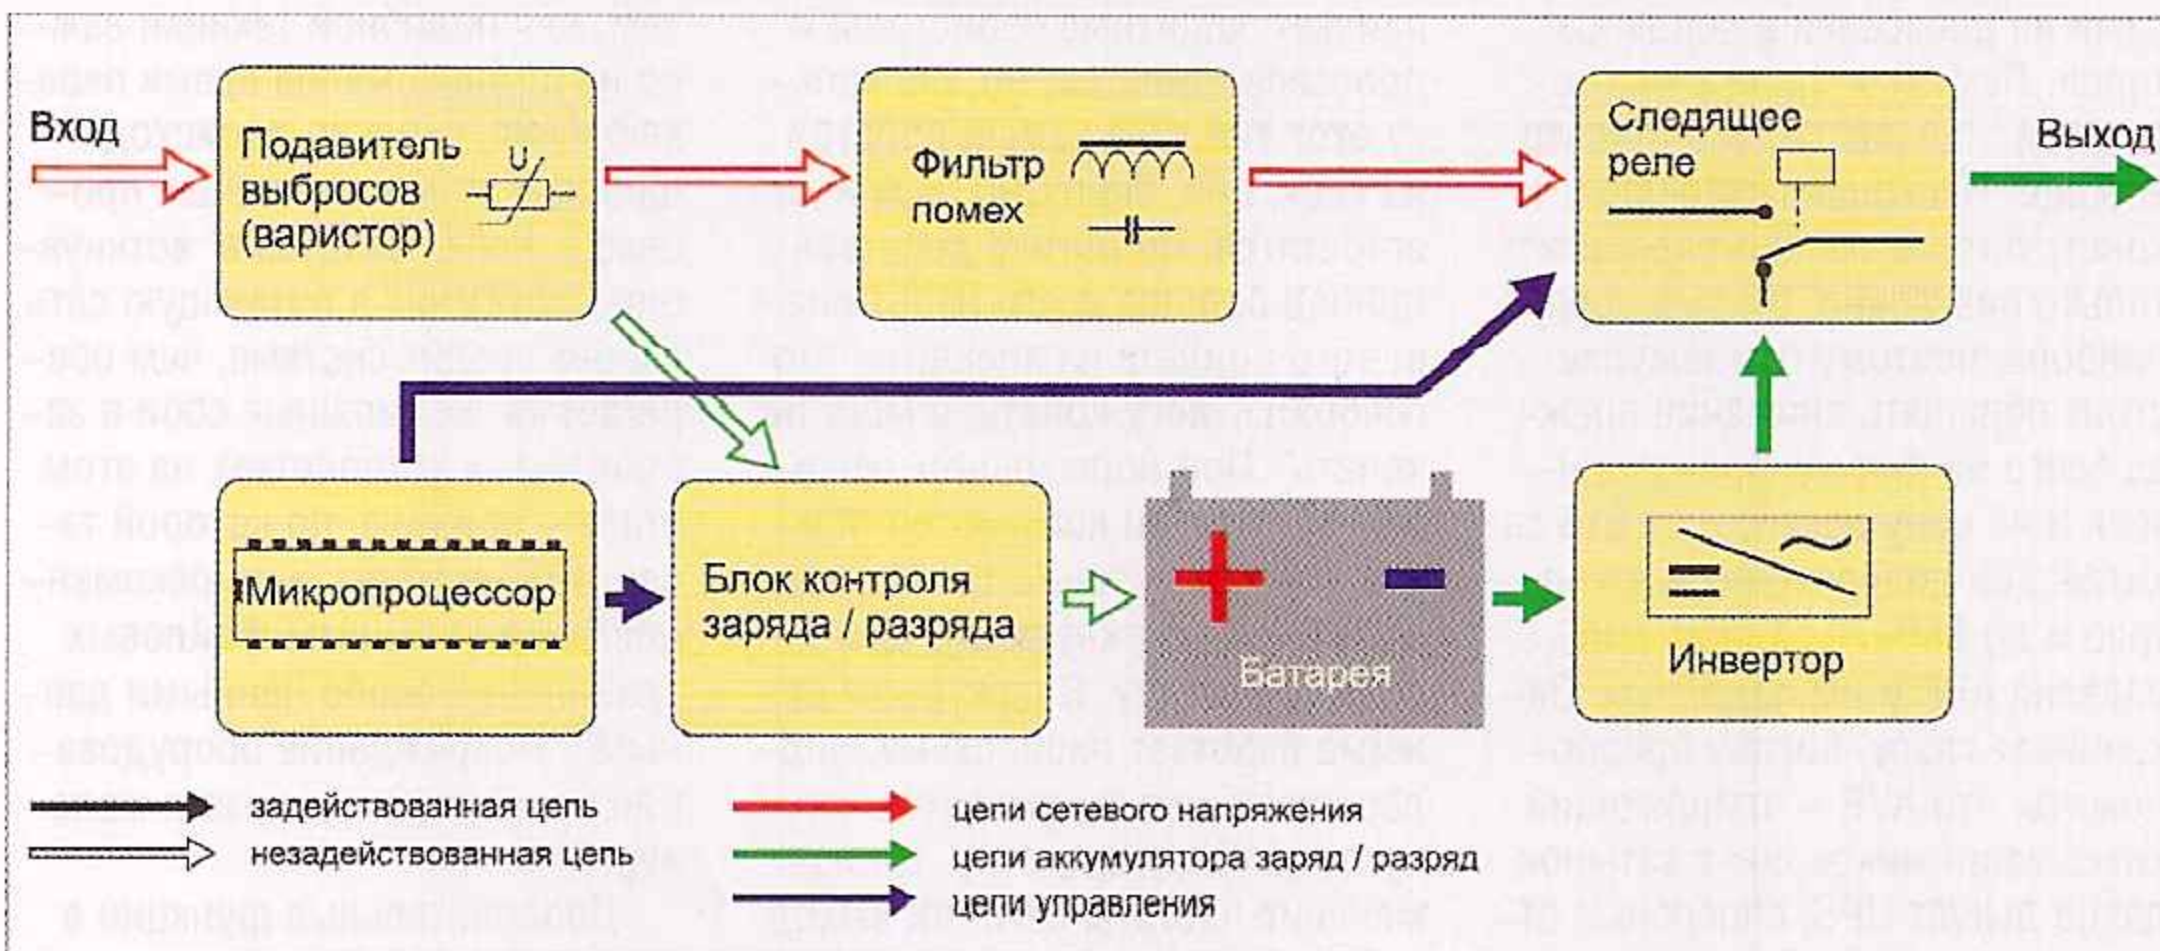 Вход
Подавитель
выбросов
(варистор)
U
Фильтр
помех
Следящее
реле
Выход
Микропроцессор
Блок контроля
заряда / разряда
Батарея
Инвертор
задействованная цепь
незадействованная цепь
цепи сетевого напряжения
цепи аккумулятора заряд / разряд
цепи управления